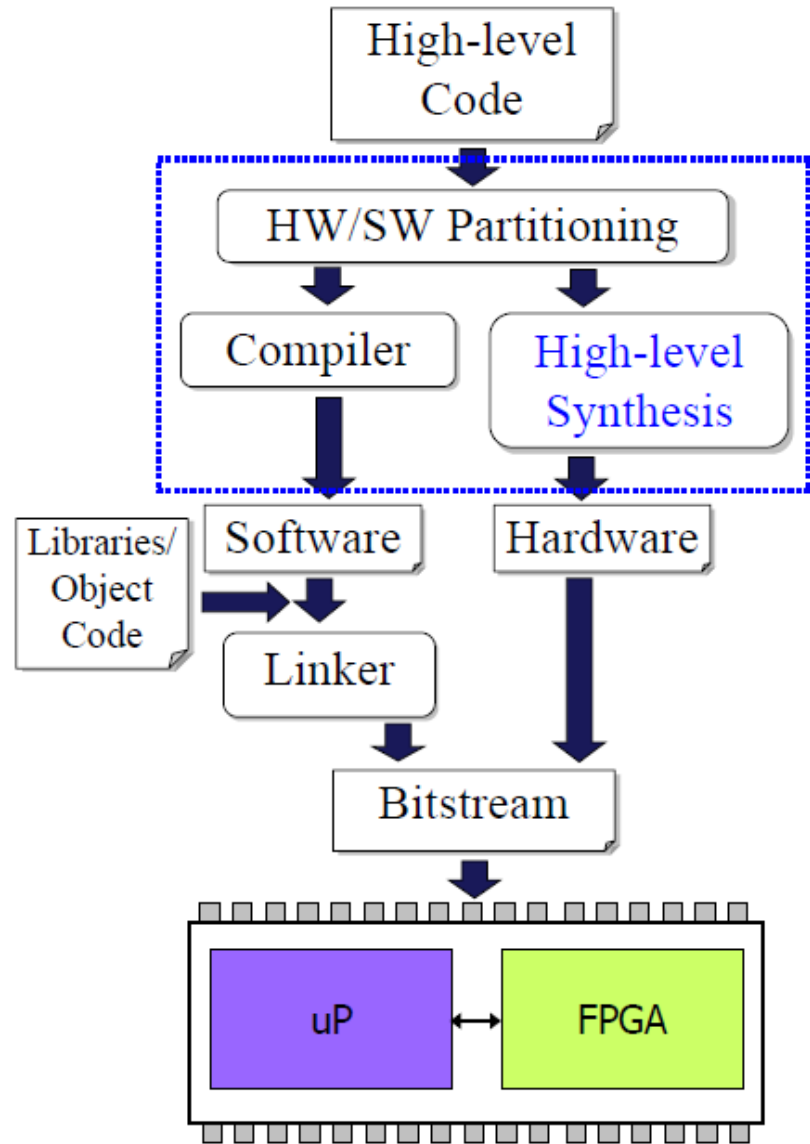 High-level
Code
HW/SW Partitioning
Compiler
High-level
Synthesis
Libraries/
Object
Code
Software
Hardware
Linker
Bitstream
uP
FPGA